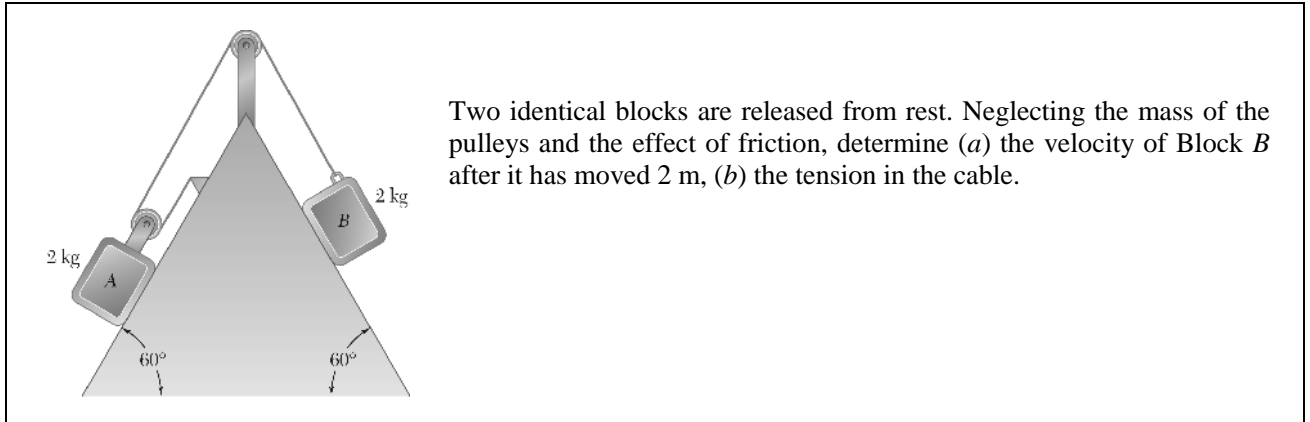 Two identical blocks are released from rest. Neglecting the mass of the
pulleys and the effect of friction, determine (a) the velocity of Block B
after it has moved 2 m, (b) the tension in the cable.
2 kg
B
2 kg
A
60°
60°